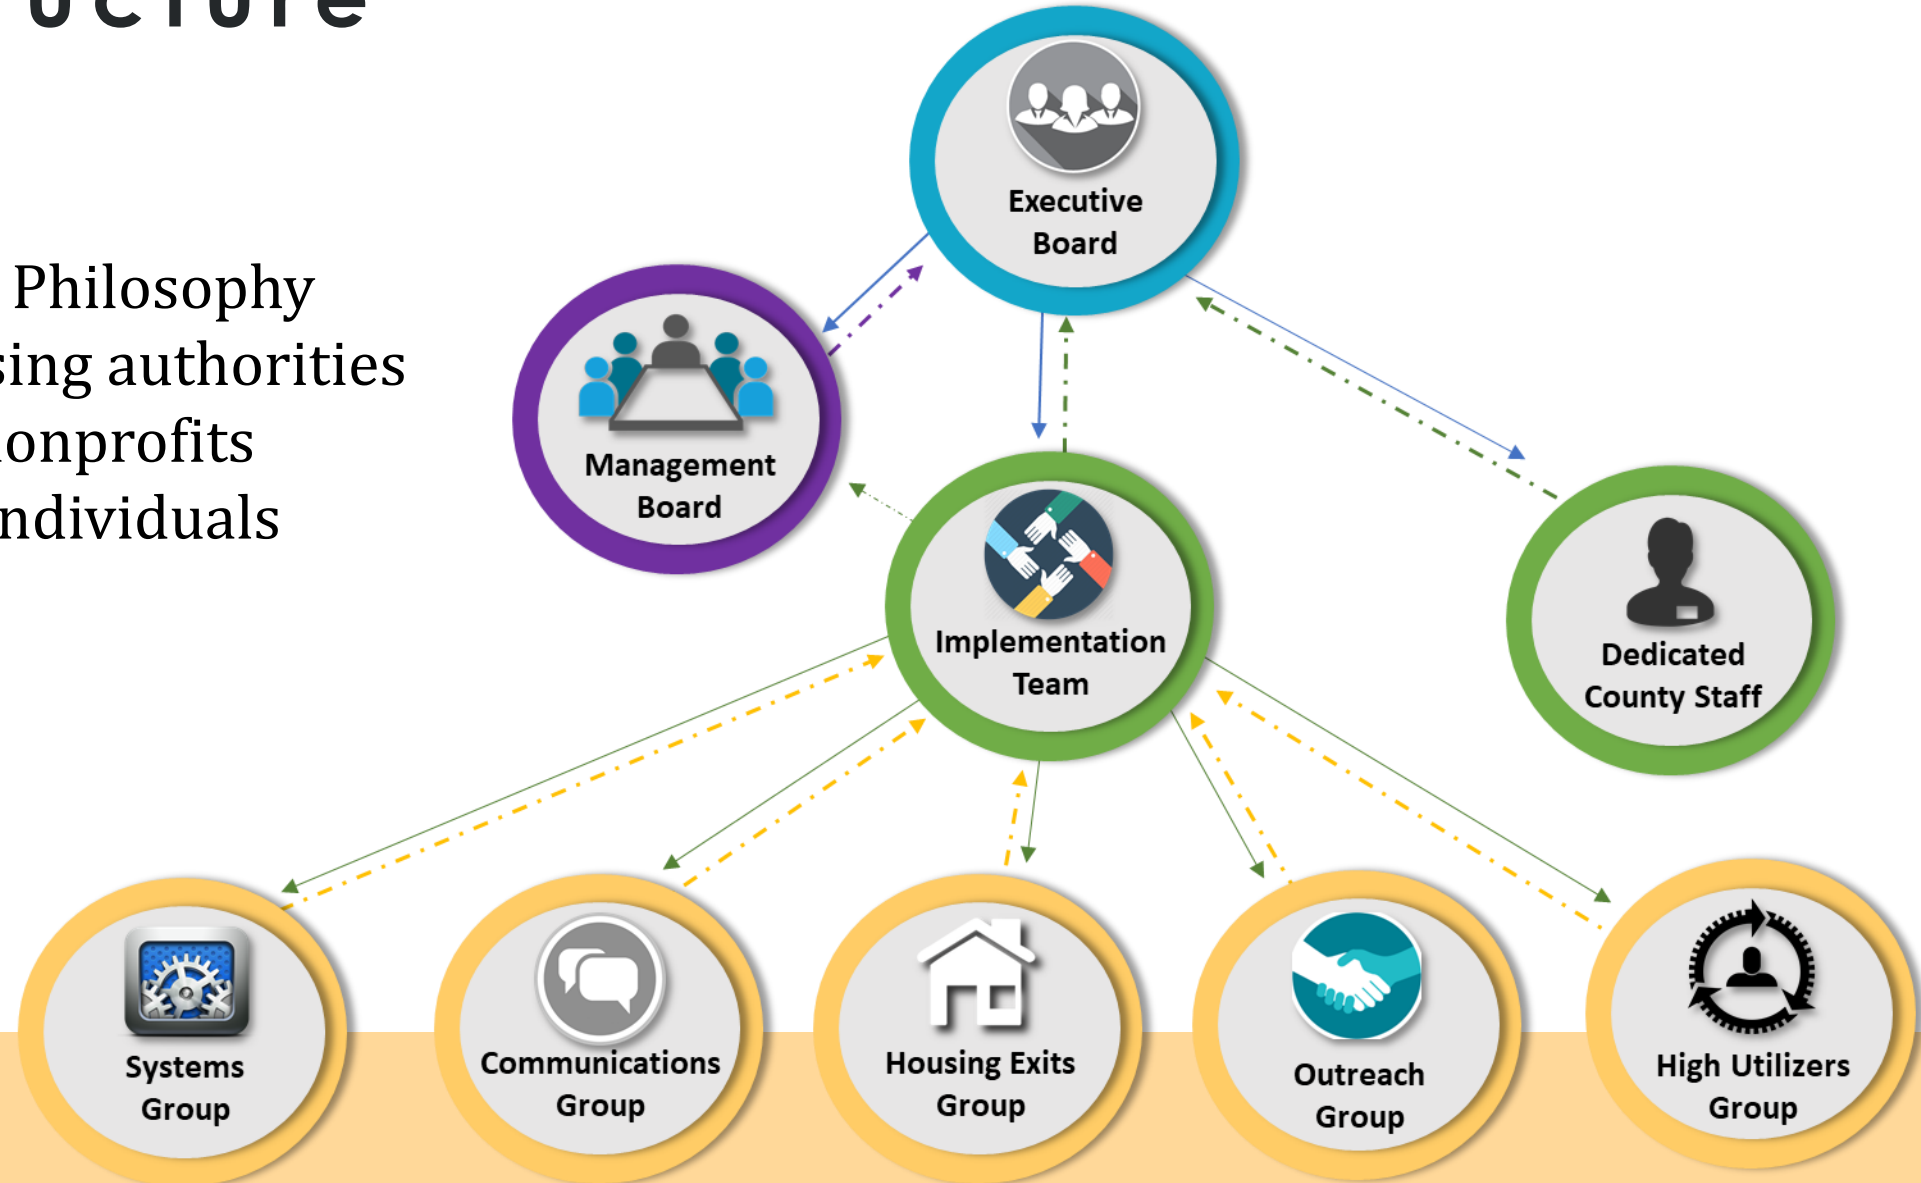 ucture
Philosophy
sing authorities
onprofits
ndividuals
Executive
Board
Management
Board
Implementation
Team
Dedicated
County Staff
Systems
Group
Communications
Group
Housing Exits
Group
Outreach
Group
High Utilizers
Group